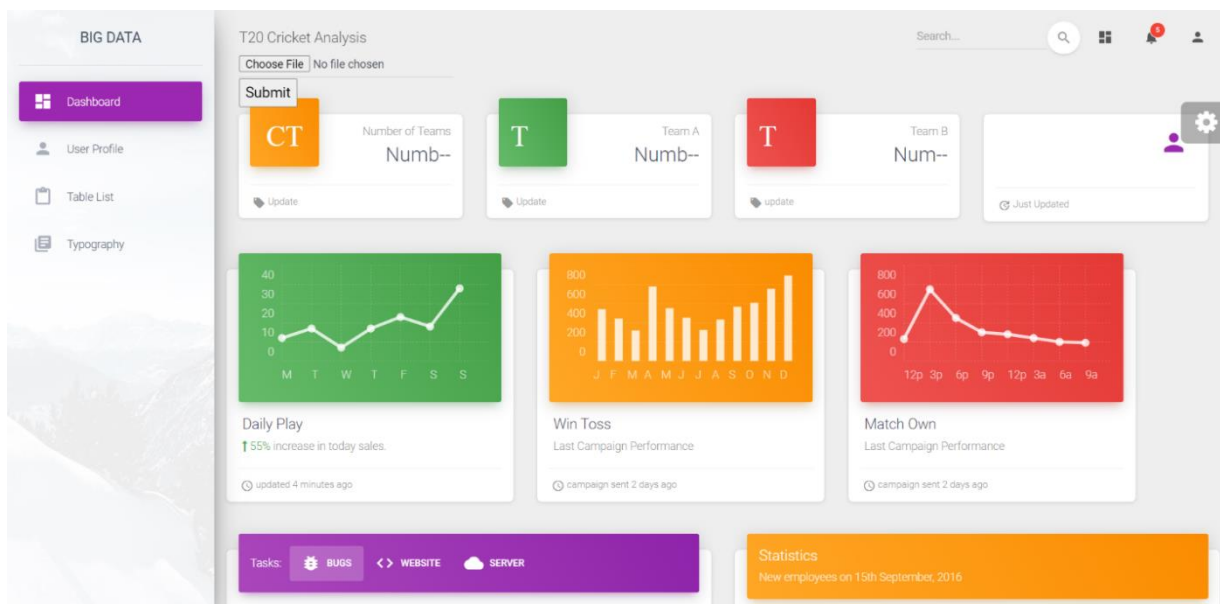 BIG DATA
Dashboard
User Profile
Table List
Typography
T20 Cricket Analysis
Choose File No file chosen
Submit
Search...
5
CT
Number of Teams
Numb--
Update
T
Team A
Numb--
Update
T
Team B
Num--
update
Just Updated
40
30
20
10
0
M T W T F S S
Daily Play
55% increase in today sales.
updated 4 minutes ago
800
600
400
200
0
J F M A M J J A S O N D
Win Toss
Last Campaign Performance
campaign sent 2 days ago
800
600
400
200
0
12p 3p 6p 9p 12p 3a 6a 9a
Match Own
Last Campaign Performance
campaign sent 2 days ago
Tasks: BUGS WEBSITE SERVER
Statistics
New employees on 15th September, 2016